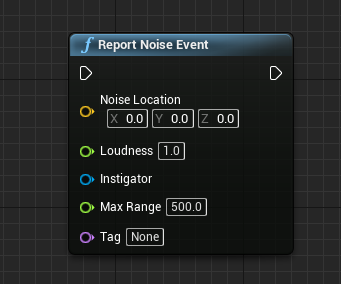 f Report Noise Event
Noise Location
X 0.0 Y 0.0 Z 0.0
Loudness 1.0
Instigator
Max Range 500.0
Tag None